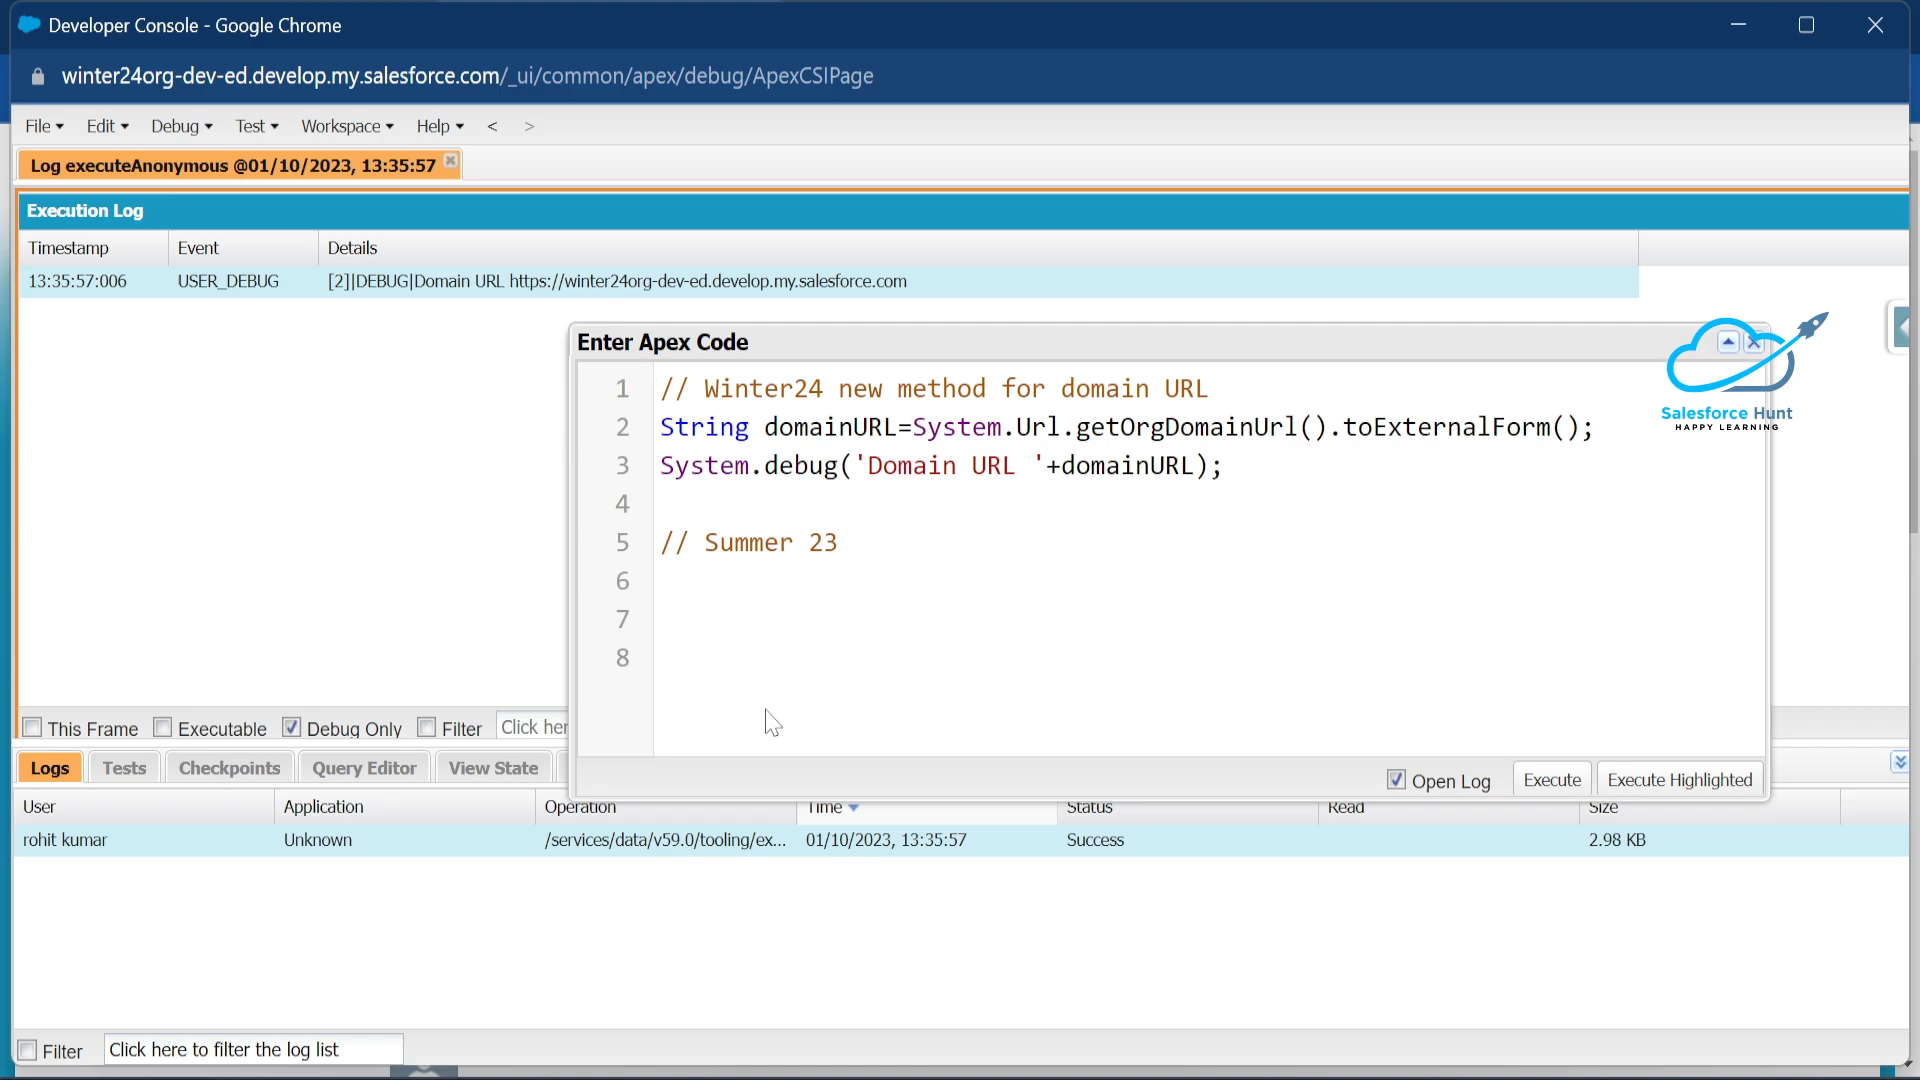 Developer Console - Google Chrome
winter24org-dev-ed.develop.my.salesforce.com/_ui/common/apex/debug/ApexCSIPage
File Edit Debug Test Workspace Help < >
Log executeAnonymous @01/10/2023, 13:35:57
Execution Log
Timestamp Event Details
13:35:57:006 USER_DEBUG [2]|DEBUG|Domain URL https://winter24org-dev-ed.develop.my.salesforce.com
Enter Apex Code
1 // Winter24 new method for domain URL
2 String domainURL=System.Url.getOrgDomainUrl().toExternalForm();
3 System.debug('Domain URL '+domainURL);
4
5 // Summer 23
6
7
8
Salesforce Hunt
HAPPY LEARNING
This Frame Executable Debug Only Filter Click her
Open Log Execute Execute Highlighted
Logs Tests Checkpoints Query Editor View State
User Application Operation Time Status Read Size
rohit kumar Unknown /services/data/v59.0/tooling/ex... 01/10/2023, 13:35:57 Success 2.98 KB
Filter Click here to filter the log list